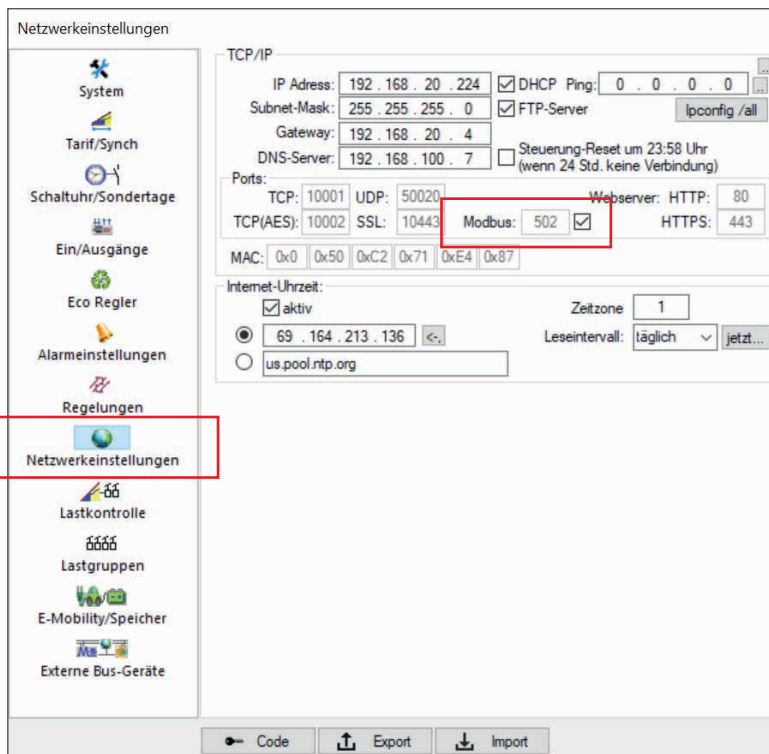 Netzwerkeinstellungen
System
Tarif/Synch
Schaltuhr/Sondertage
Ein/Ausgänge
Eco Regler
Alarmeinstellungen
Regelungen
Netzwerkeinstellungen
Lastkontrolle
Lastgruppen
E-Mobility/Speicher
Externe Bus-Geräte
TCP/IP
IP Adress: 192 . 168 . 20 . 224 DHCP Ping: 0 . 0 . 0 . 0 ..
Subnet-Mask: 255 . 255 . 255 . 0 FTP-Server Ipconfig /all
Gateway: 192 . 168 . 20 . 4
DNS-Server: 192 . 168 . 100 . 7 Steuerung-Reset um 23:58 Uhr
(wenn 24 Std. keine Verbindung)
Ports:
TCP: 10001 UDP: 50020 Webserver: HTTP: 80
TCP(AES): 10002 SSL: 10443 Modbus: 502 HTTPS: 443
MAC: 0x0 0x50 0xC2 0x71 0xE4 0x87
Internet-Uhrzeit:
aktiv Zeitzone 1
69 . 164 . 213 . 136 <-, Leseintervall: täglich jetzt...
us.pool.ntp.org
Code Export Import